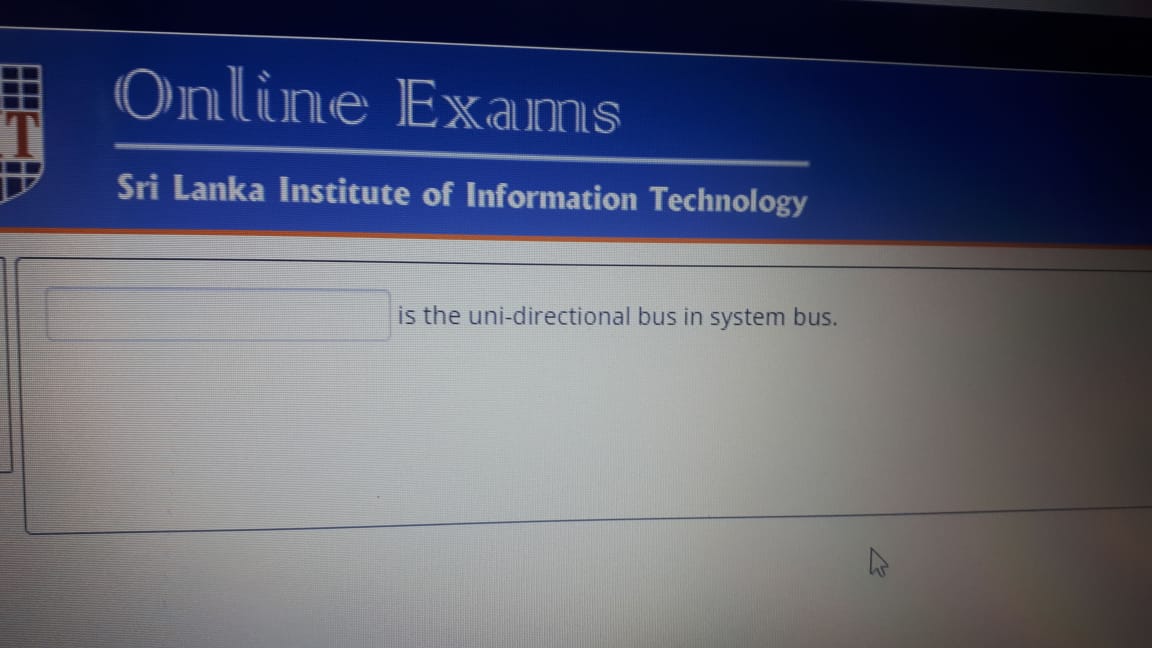 Online Exams
Sri Lanka Institute of Information Technology
T
is the uni-directional bus in system bus.